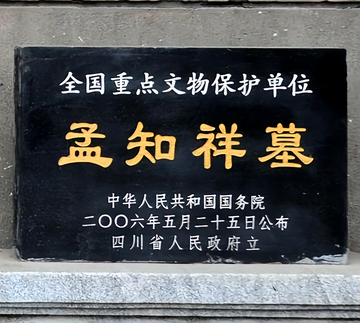 全国重点文物保护单位
孟知祥墓
中华人民共和国国务院
二〇〇六年五月二十五日公布
四川省人民政府立